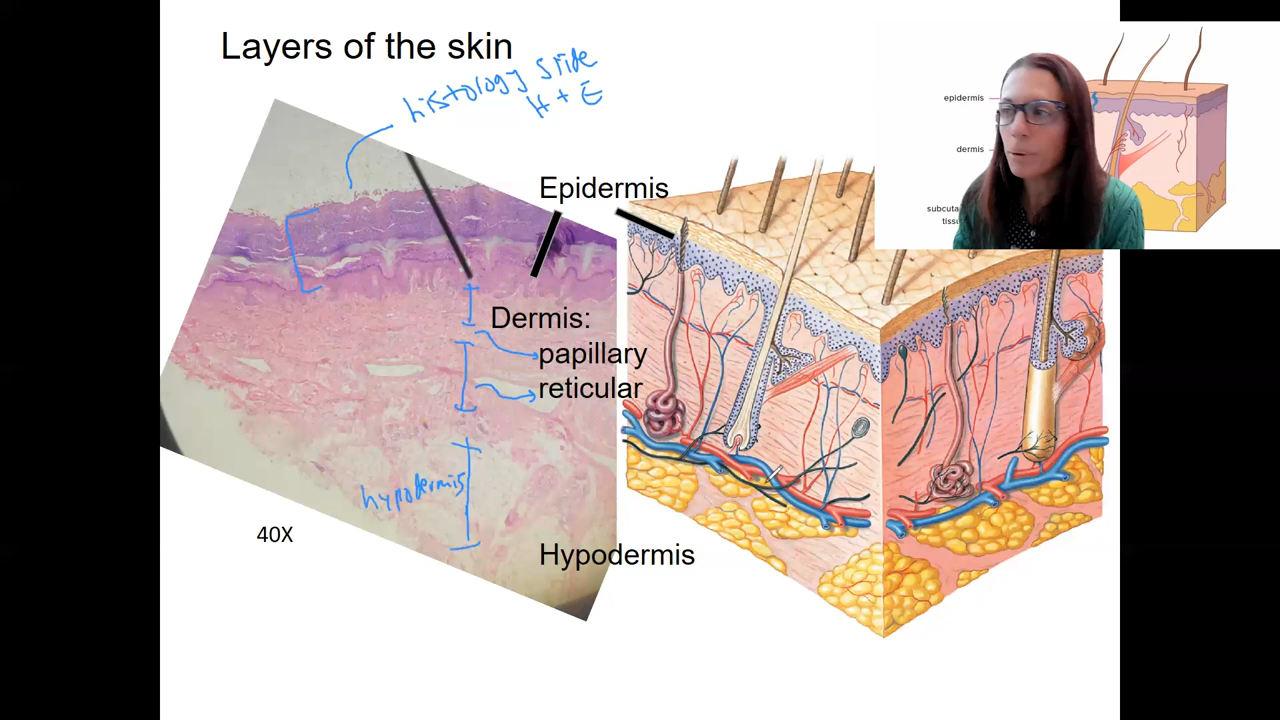 Layers of the skin
histology slide
H + E
epidermis
dermis
Epidermis
Dermis:
papillary
reticular
hypodermis
40X
Hypodermis